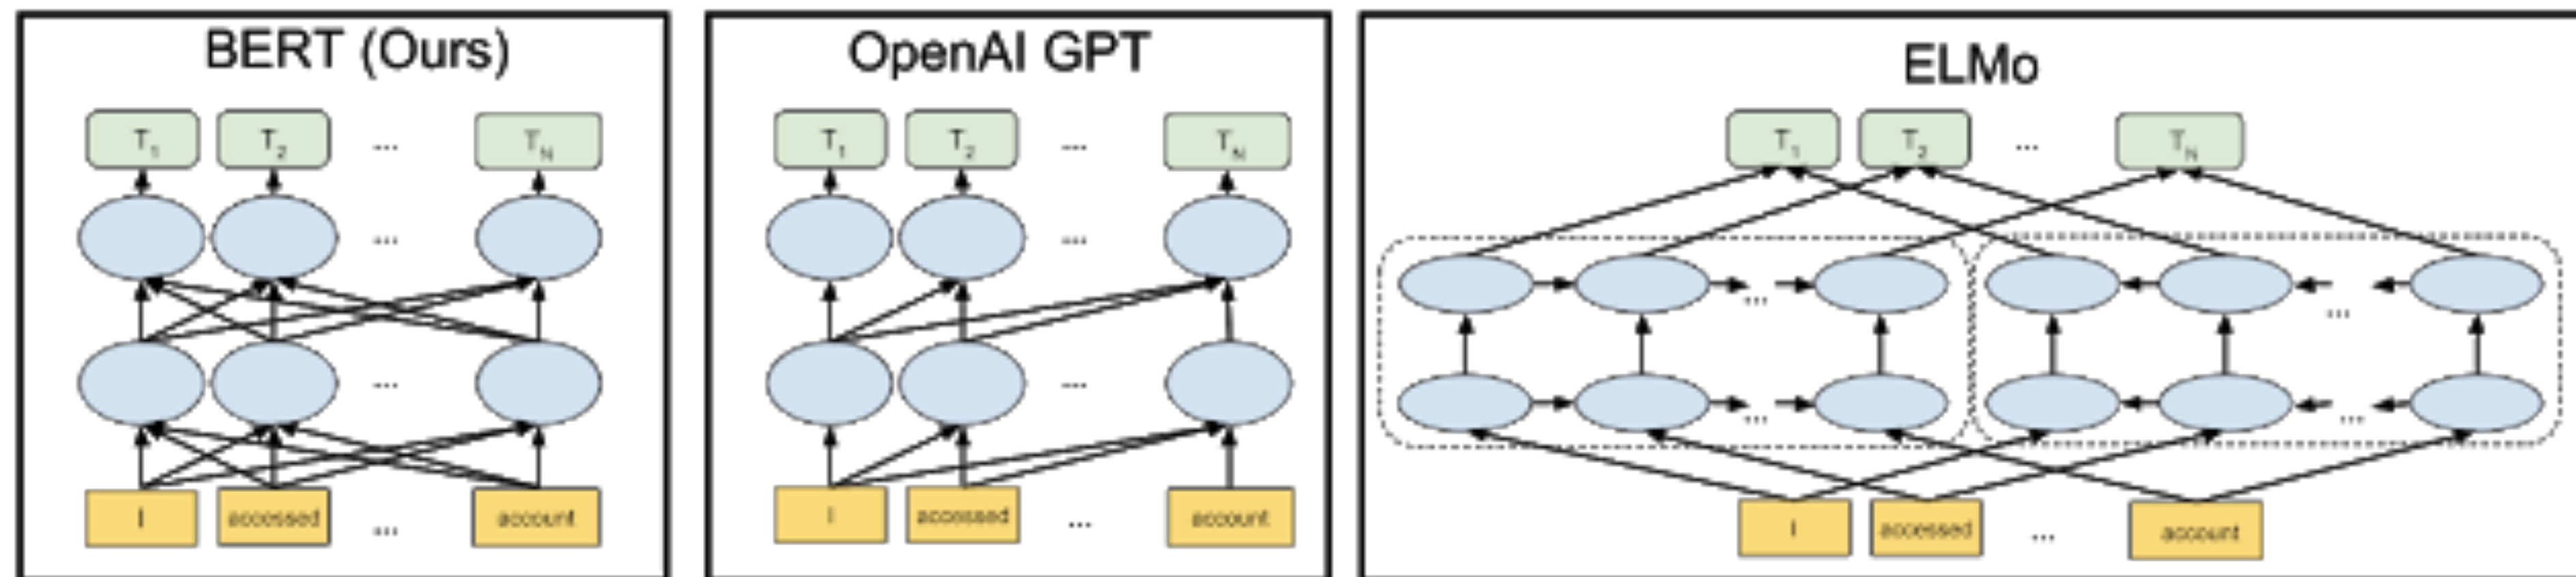 BERT (Ours)
T1 T2 ... TN
...
...
I accessed ... account
OpenAI GPT
T1 T2 ... TN
...
...
I accessed ... account
ELMo
T1 T2 ... TN
... ...
... ...
I accessed ... account